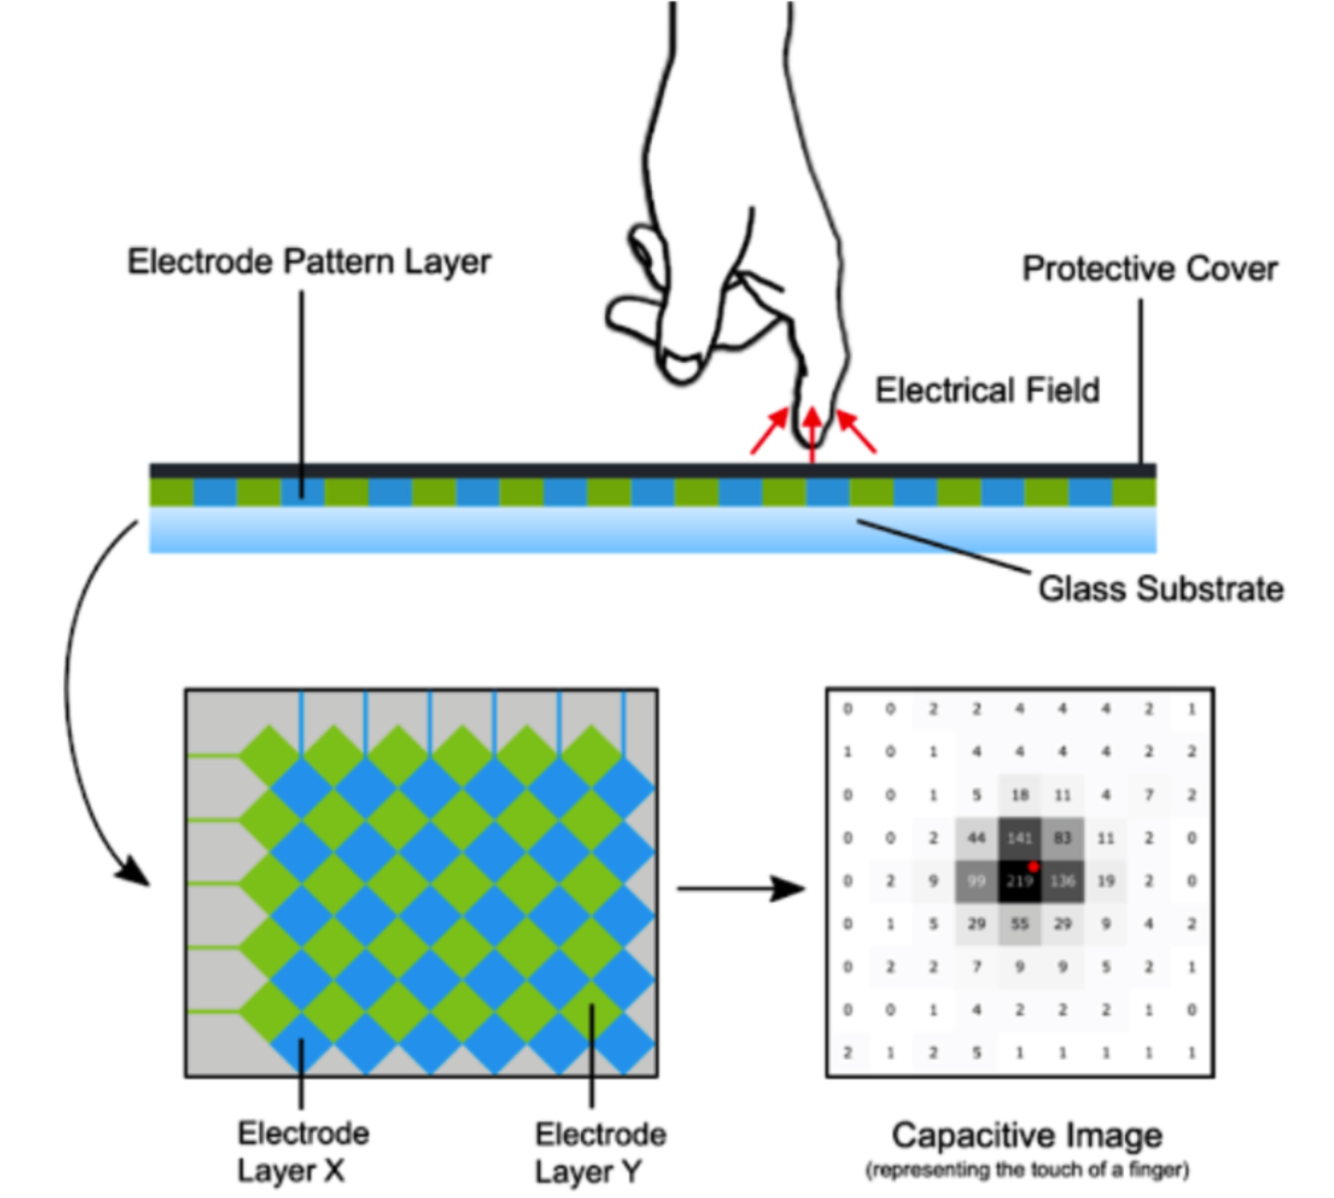 Electrode Pattern Layer
Protective Cover
Electrical Field
Glass Substrate
0 0 2 2 4 4 4 2 1
1 0 1 4 4 4 4 2 2
0 0 1 5 18 11 4 7 2
0 0 2 44 141 83 11 2 0
0 2 9 99 219 136 19 2 0
0 1 5 29 55 29 9 4 2
0 2 2 7 9 9 5 2 1
0 0 1 4 2 2 2 1 0
2 1 2 5 1 1 1 1 1
Electrode
Layer X
Electrode
Layer Y
Capacitive Image
(representing the touch of a finger)